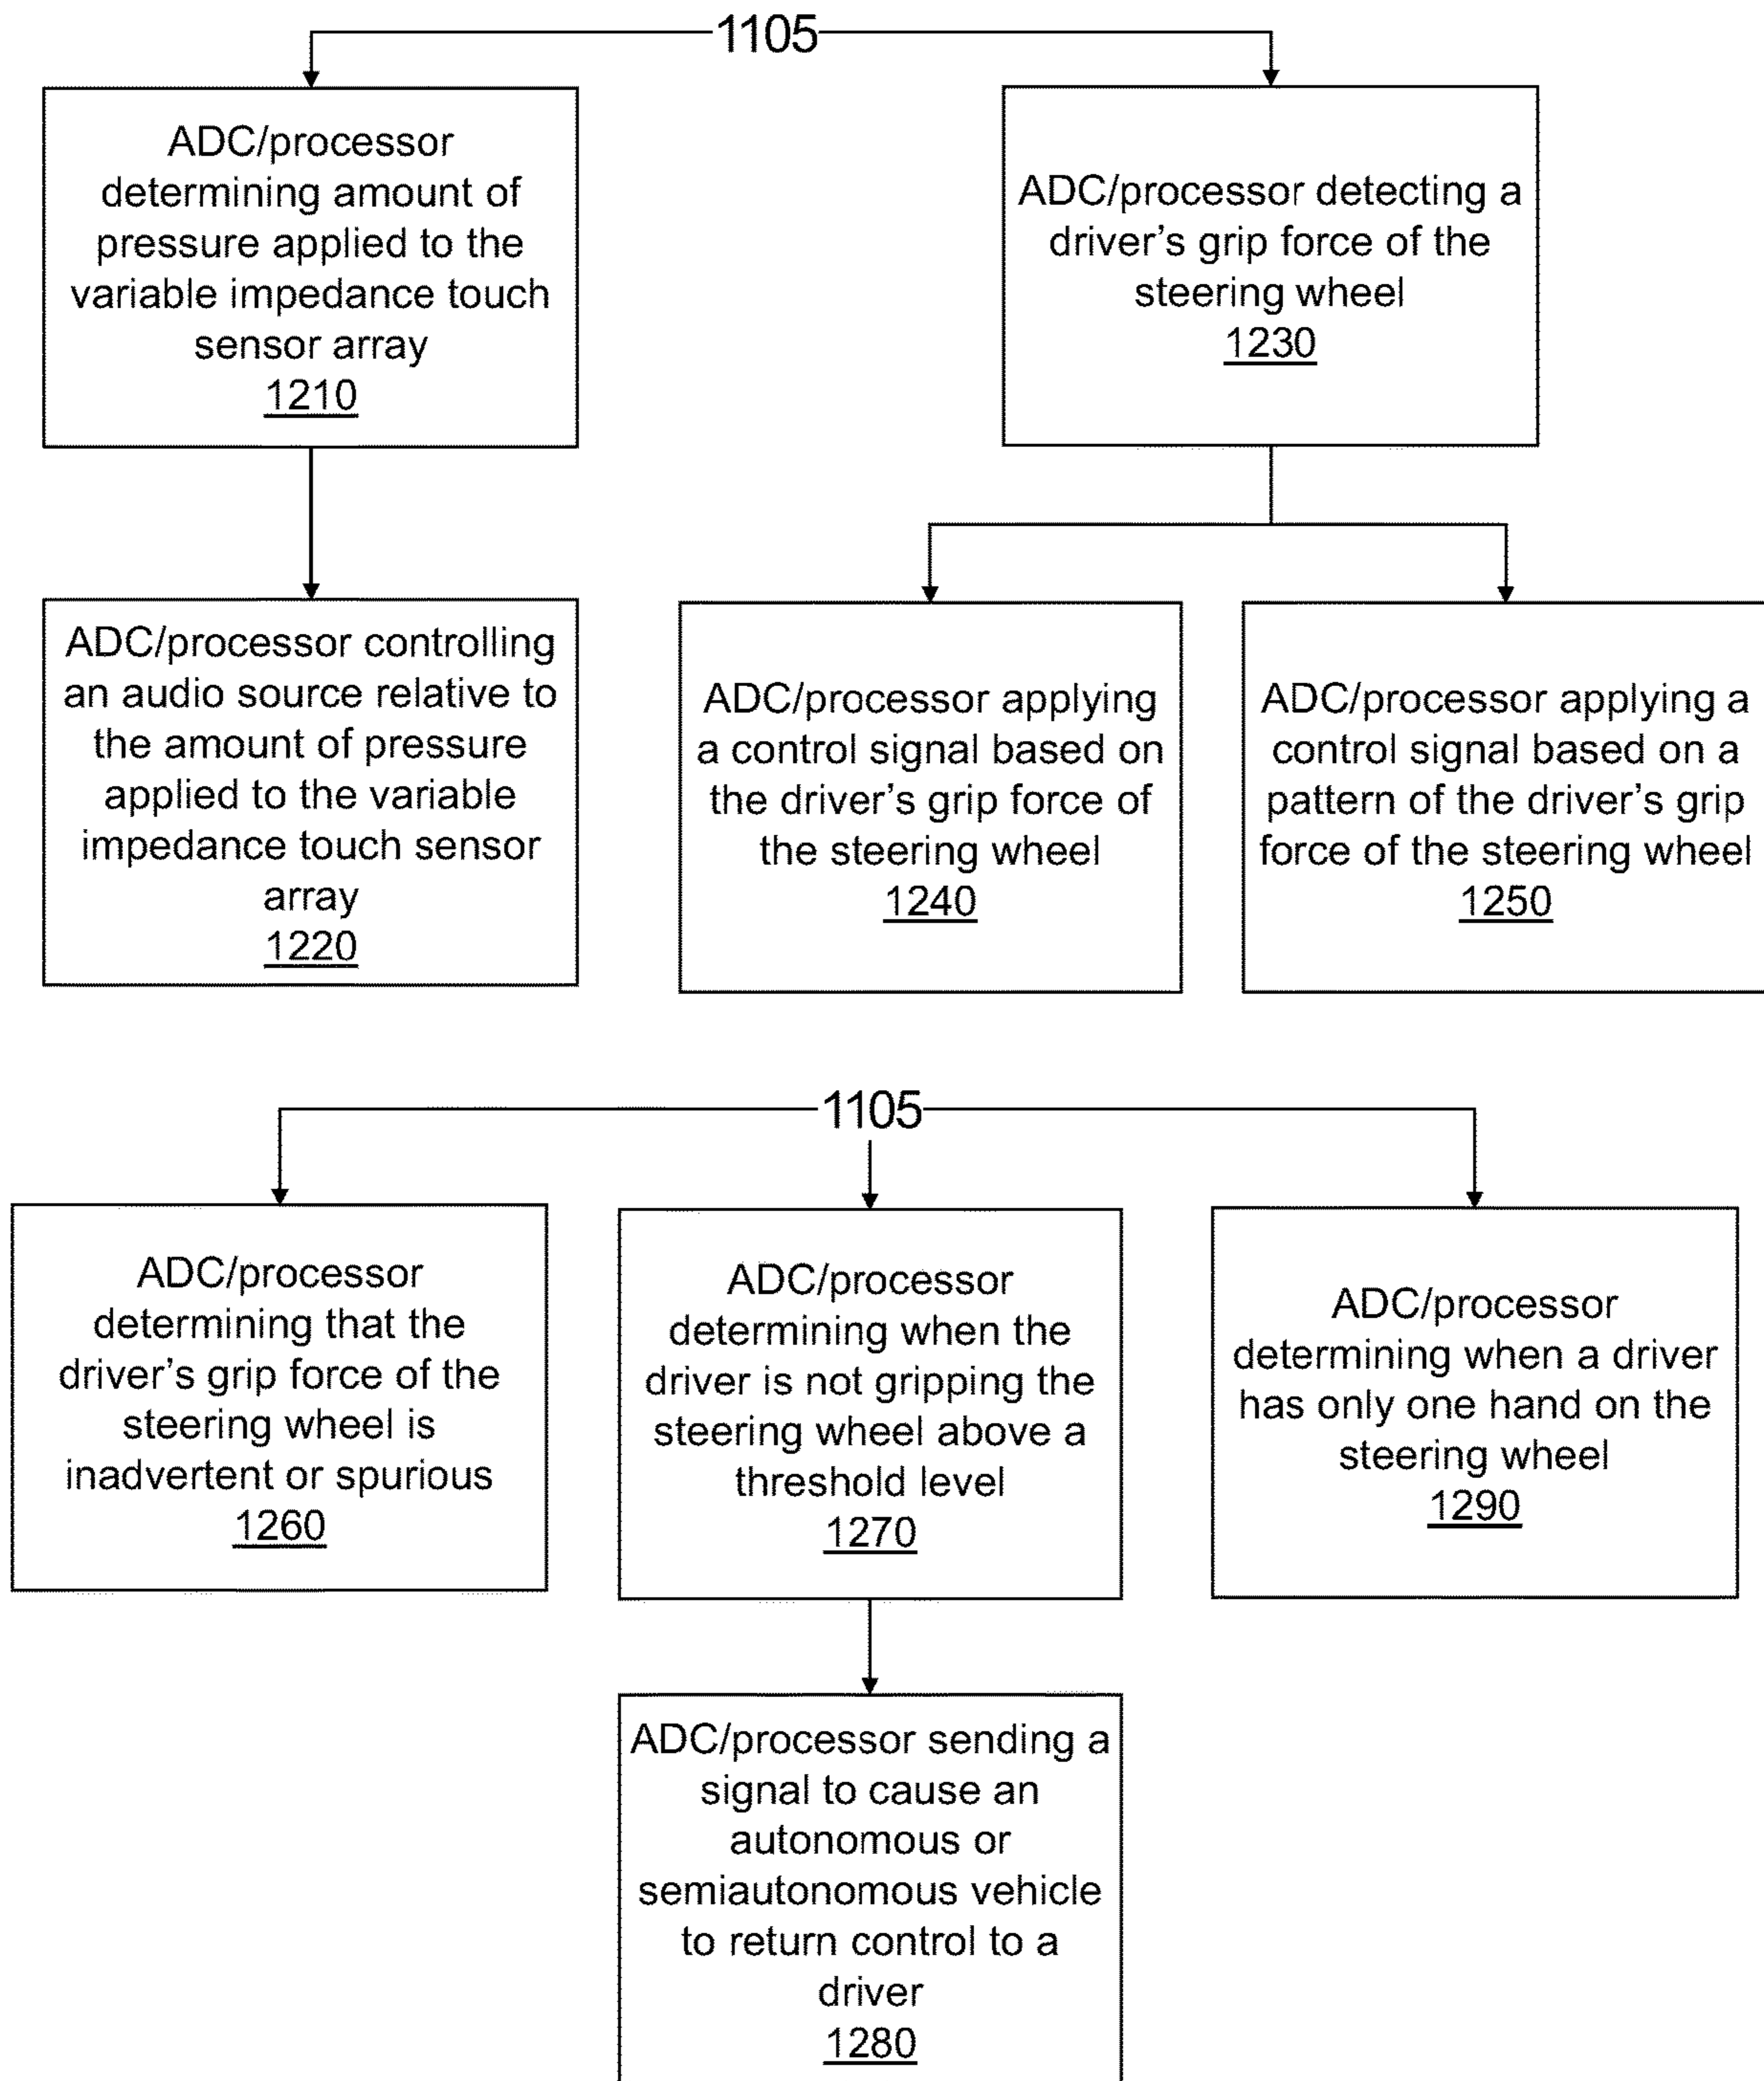 1105
ADC/processor
determining amount of
pressure applied to the
variable impedance touch
sensor array
1210
ADC/processor detecting a
driver's grip force of the
steering wheel
1230
ADC/processor controlling
an audio source relative to
the amount of pressure
applied to the variable
impedance touch sensor
array
1220
ADC/processor applying
a control signal based on
the driver's grip force of
the steering wheel
1240
ADC/processor applying a
control signal based on a
pattern of the driver's grip
force of the steering wheel
1250
1105
ADC/processor
determining that the
driver's grip force of the
steering wheel is
inadvertent or spurious
1260
ADC/processor
determining when the
driver is not gripping the
steering wheel above a
threshold level
1270
ADC/processor
determining when a driver
has only one hand on the
steering wheel
1290
ADC/processor sending a
signal to cause an
autonomous or
semiautonomous vehicle
to return control to a
driver
1280